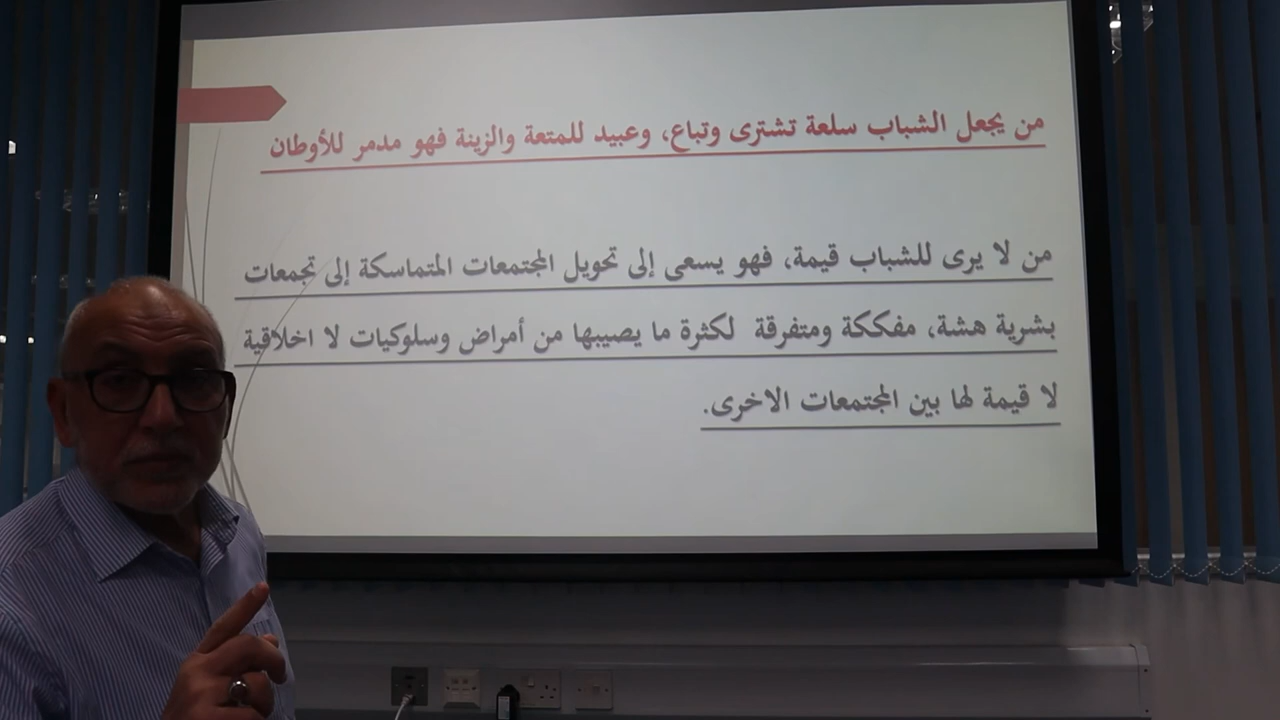 من يجعل الشباب سلعة تشترى وتباع، وعبيد للمتعة والزينة فهو مدمر للأوطان
من لا يرى للشباب قيمة، فهو يسعى إلى تحويل المجتمعات المتماسكة إلى تجمعات
بشرية هشة، مفككة ومتفرقة لكثرة ما يصيبها من أمراض وسلوكيات لا اخلاقية
لا قيمة لها بين المجتمعات الاخرى.